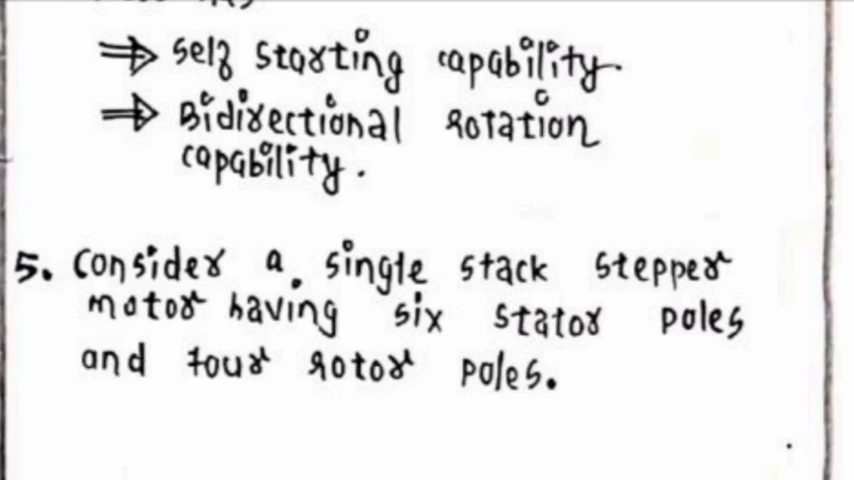 ⇒ Self starting capability.
⇒ Bidirectional rotation
capability.
5. Consider a single stack stepper
motor having six stator poles
and four rotor poles.